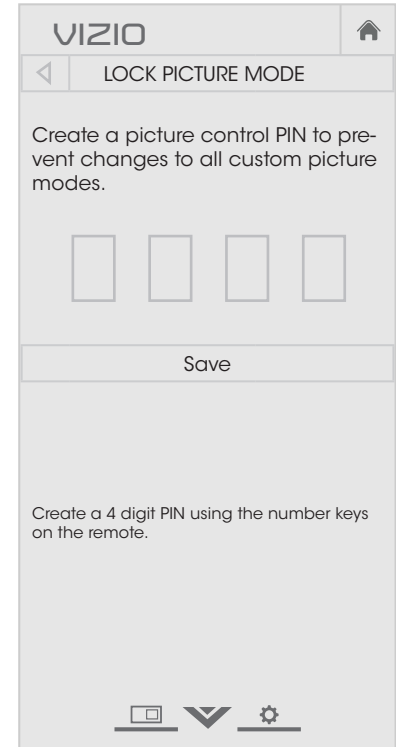 VIZIO
LOCK PICTURE MODE
Create a picture control PIN to pre-
vent changes to all custom picture
modes.
Save
Create a 4 digit PIN using the number keys
on the remote.